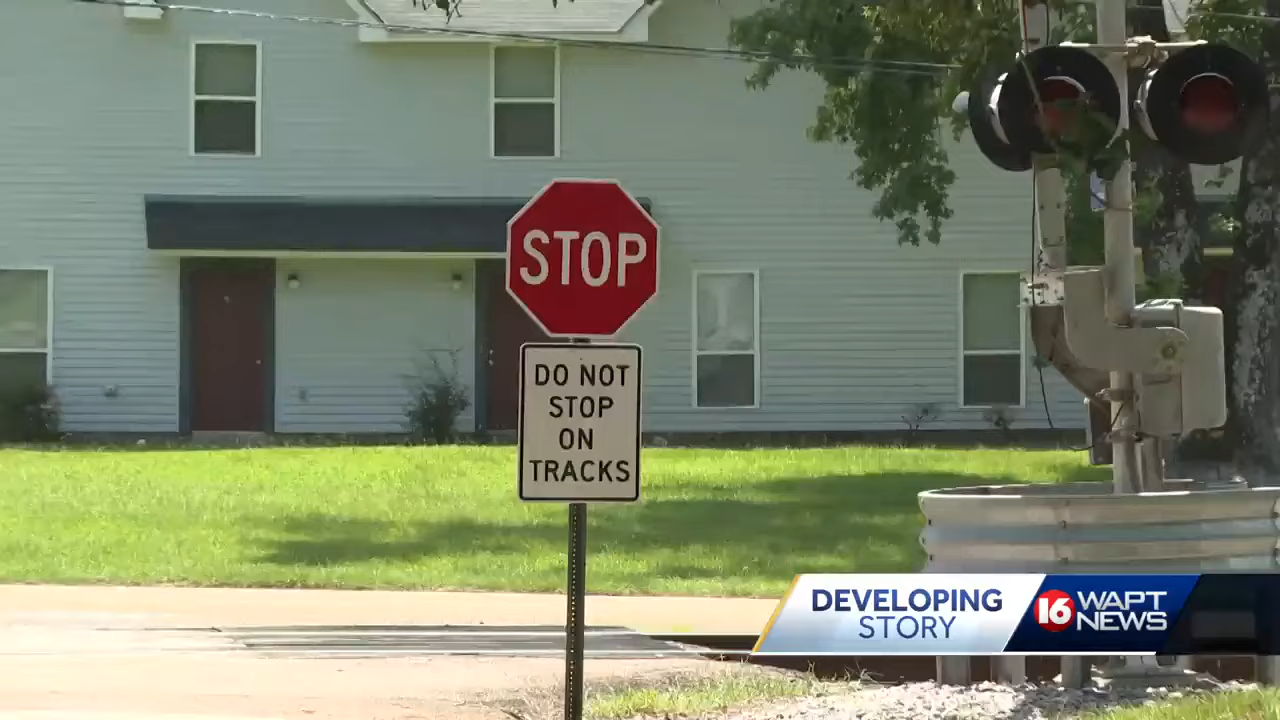 STOP
DO NOT
STOP
ON
TRACKS
DEVELOPING
STORY
16 WAPT
NEWS